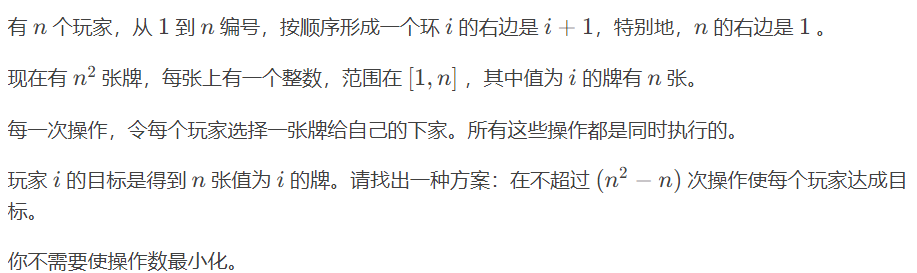 有 n 个玩家，从 1 到 n 编号，按顺序形成一个环 i 的右边是 i + 1，特别地，n 的右边是 1 。
现在有 n² 张牌，每张上有一个整数，范围在 [1, n] ，其中值为 i 的牌有 n 张。
每一次操作，令每个玩家选择一张牌给自己的下家。所有这些操作都是同时执行的。
玩家 i 的目标是得到 n 张值为 i 的牌。请找出一种方案：在不超过 (n² − n) 次操作使每个玩家达成目
标。
你不需要使操作数最小化。